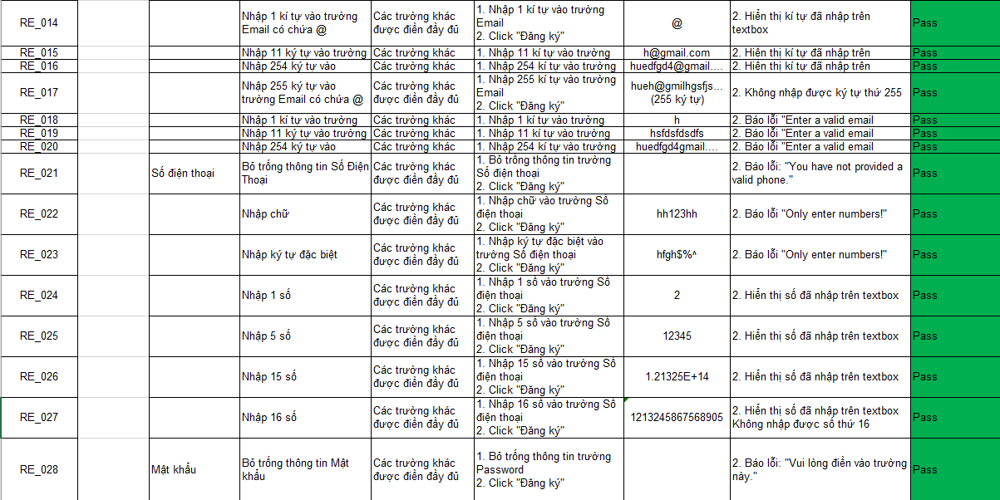 RE_014
Nhập 1 kí tự vào trường
Email có chứa @
Các trường khác
được điền đầy đủ
1. Nhập 1 kí tự vào trường
Email
2. Click "Đăng ký"
@
2. Hiển thị kí tự đã nhập trên
textbox
Pass
RE_015
Nhập 11 ký tự vào trường
Các trường khác
1. Nhập 11 kí tự vào trường
h@gmail.com
2. Hiển thị kí tự đã nhập trên
Pass
RE_016
Nhập 254 ký tự vào
Các trường khác
1. Nhập 254 kí tự vào trường
huedfgd4@gmail....
2. Hiển thị kí tự đã nhập trên
Pass
RE_017
Nhập 255 ký tự vào
trường Email có chứa @
Các trường khác
được điền đầy đủ
1. Nhập 255 kí tự vào trường
Email
2. Click "Đăng ký"
hueh@gmilhgsfjs...
(255 ký tự)
2. Không nhập được ký tự thứ 255
Pass
RE_018
Nhập 1 kí tự vào trường
Các trường khác
1. Nhập 1 kí tự vào trường
h
2. Báo lỗi "Enter a valid email
Pass
RE_019
Nhập 11 ký tự vào trường
Các trường khác
1. Nhập 11 kí tự vào trường
hsfdsfdsdfs
2. Báo lỗi "Enter a valid email
Pass
RE_020
Nhập 254 ký tự vào
Các trường khác
1. Nhập 254 kí tự vào trường
huedfgd4gmail....
2. Báo lỗi "Enter a valid email
Pass
RE_021
Số điện thoại
Bỏ trống thông tin Số Điện
Thoại
Các trường khác
được điền đầy đủ
1. Bỏ trống thông tin trường
Số điện thoại
2. Click "Đăng ký"
2. Báo lỗi: "You have not provided a
valid phone."
Pass
RE_022
Nhập chữ
Các trường khác
được điền đầy đủ
1. Nhập chữ vào trường Số
điện thoại
2. Click "Đăng ký"
hh123hh
2. Báo lỗi "Only enter numbers!"
Pass
RE_023
Nhập ký tự đặc biệt
Các trường khác
được điền đầy đủ
1. Nhập ký tự đặc biệt vào
trường Số điện thoại
2. Click "Đăng ký"
hfgh$%^
2. Báo lỗi "Only enter numbers!"
Pass
RE_024
Nhập 1 số
Các trường khác
được điền đầy đủ
1. Nhập 1 số vào trường Số
điện thoại
2. Click "Đăng ký"
2
2. Hiển thị số đã nhập trên textbox
Pass
RE_025
Nhập 5 số
Các trường khác
được điền đầy đủ
1. Nhập 5 số vào trường Số
điện thoại
2. Click "Đăng ký"
12345
2. Hiển thị số đã nhập trên textbox
Pass
RE_026
Nhập 15 số
Các trường khác
được điền đầy đủ
1. Nhập 15 số vào trường Số
điện thoại
2. Click "Đăng ký"
1.21325E+14
2. Hiển thị số đã nhập trên textbox
Pass
RE_027
Nhập 16 số
Các trường khác
được điền đầy đủ
1. Nhập 16 số vào trường Số
điện thoại
2. Click "Đăng ký"
1213245867568905
2. Hiển thị số đã nhập trên textbox
Không nhập được số thứ 16
Pass
RE_028
Mật khẩu
Bỏ trống thông tin Mật
khẩu
Các trường khác
được điền đầy đủ
1. Bỏ trống thông tin trường
Password
2. Click "Đăng ký"
2. Báo lỗi: "Vui lòng điền vào trường
này."
Pass